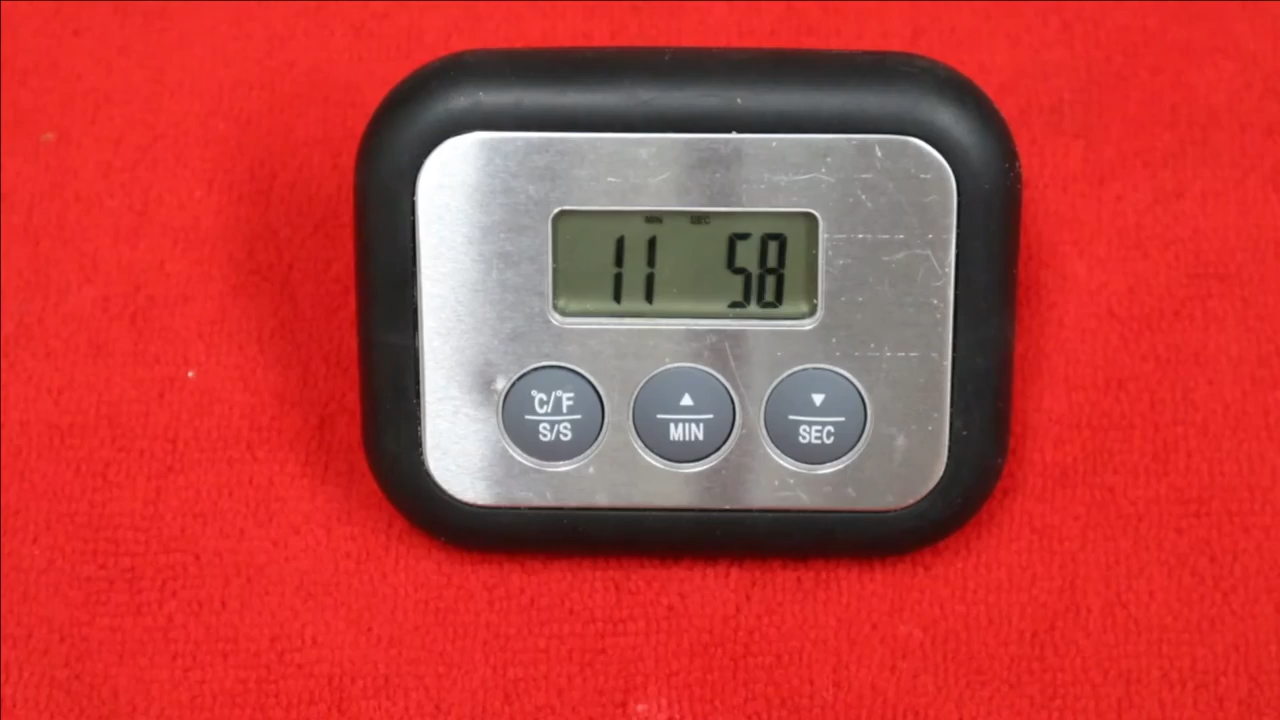 MIN SEC
11 58
°C/°F
S/S
▲
MIN
▼
SEC